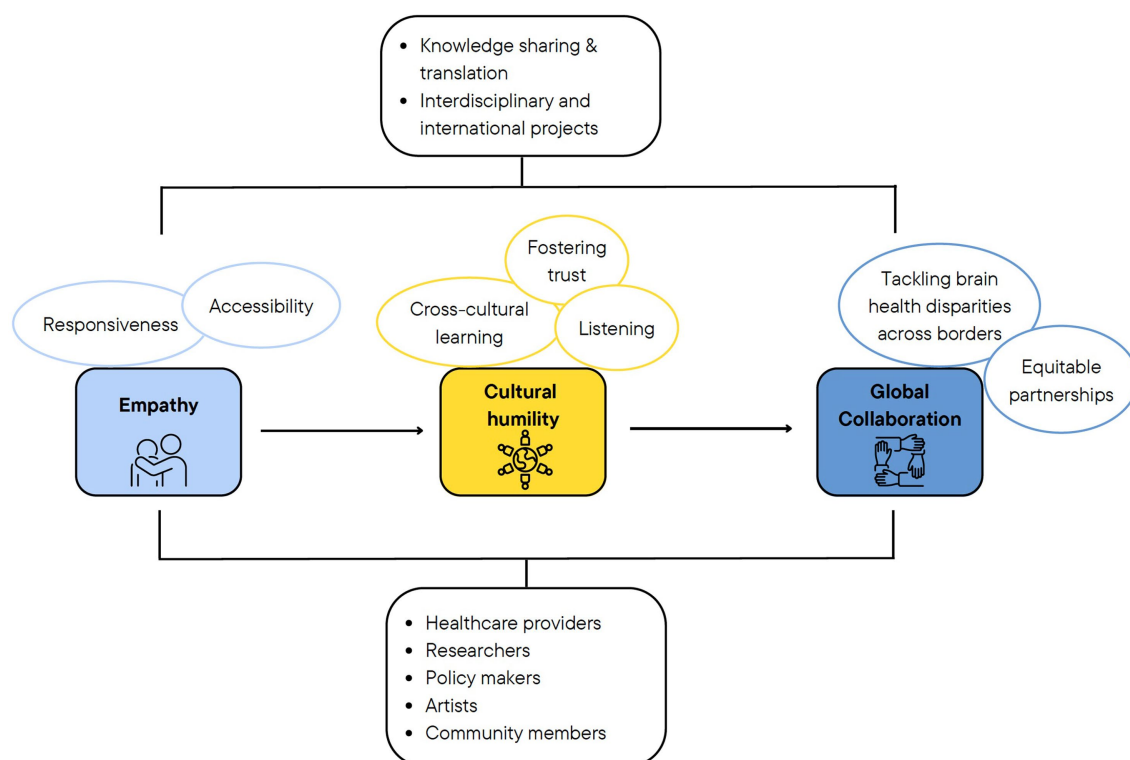 • Knowledge sharing &
translation
• Interdisciplinary and
international projects
Responsiveness
Accessibility
Fostering
trust
Cross-cultural
learning
Listening
Tackling brain
health disparities
across borders
Equitable
partnerships
Empathy
Cultural
humility
Global
Collaboration
• Healthcare providers
• Researchers
• Policy makers
• Artists
• Community members